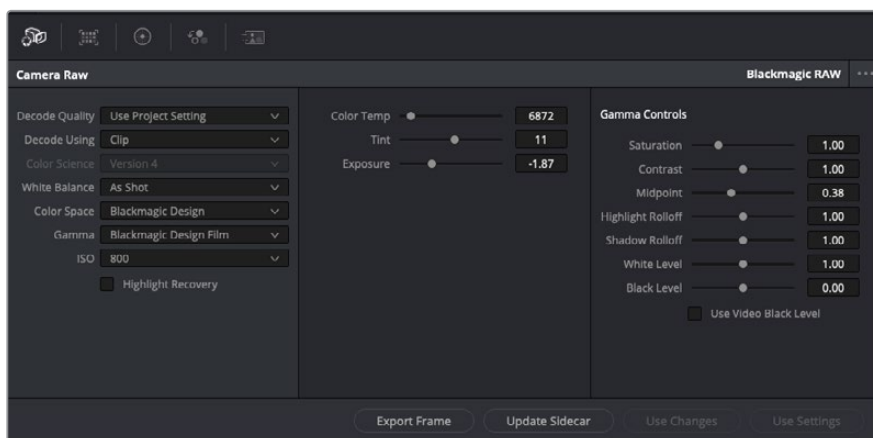 Camera Raw
Blackmagic RAW
Decode Quality Use Project Setting
Decode Using Clip
Color Science Version 4
White Balance As Shot
Color Space Blackmagic Design
Gamma Blackmagic Design Film
ISO 800
Highlight Recovery
Color Temp 6872
Tint 11
Exposure -1.87
Gamma Controls
Saturation 1.00
Contrast 1.00
Midpoint 0.38
Highlight Rolloff 1.00
Shadow Rolloff 1.00
White Level 1.00
Black Level 0.00
Use Video Black Level
Export Frame
Update Sidecar
Use Changes
Use Settings